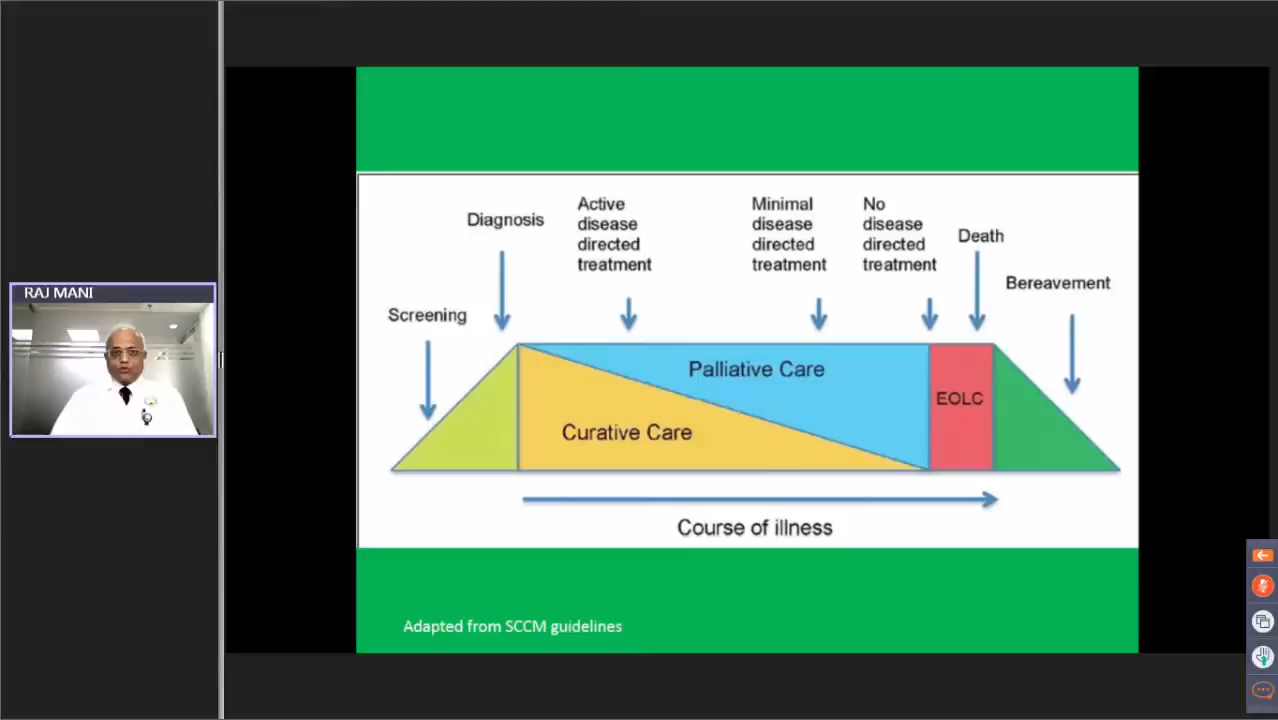 RAJ MANI
Diagnosis
Active
disease
directed
treatment
Minimal
disease
directed
treatment
No
disease
directed
treatment
Death
Bereavement
Screening
Palliative Care
EOLC
Curative Care
Course of illness
Adapted from SCCM guidelines